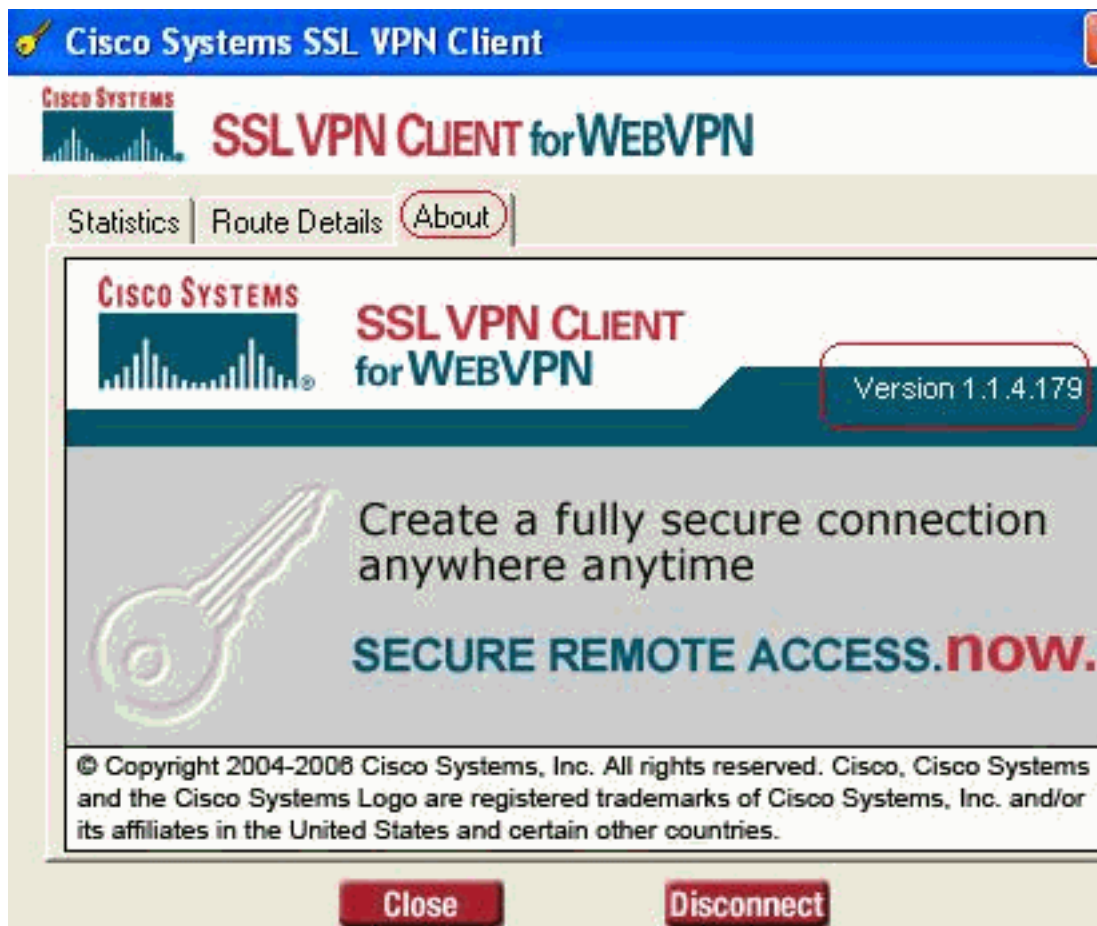 Cisco Systems SSL VPN Client
CISCO SYSTEMS
SSL VPN CLIENT for WEBVPN
Statistics Route Details About
CISCO SYSTEMS
SSL VPN CLIENT
for WEBVPN
Version 1.1.4.179
Create a fully secure connection
anywhere anytime
SECURE REMOTE ACCESS.now.
© Copyright 2004-2006 Cisco Systems, Inc. All rights reserved. Cisco, Cisco Systems
and the Cisco Systems Logo are registered trademarks of Cisco Systems, Inc. and/or
its affiliates in the United States and certain other countries.
Close Disconnect